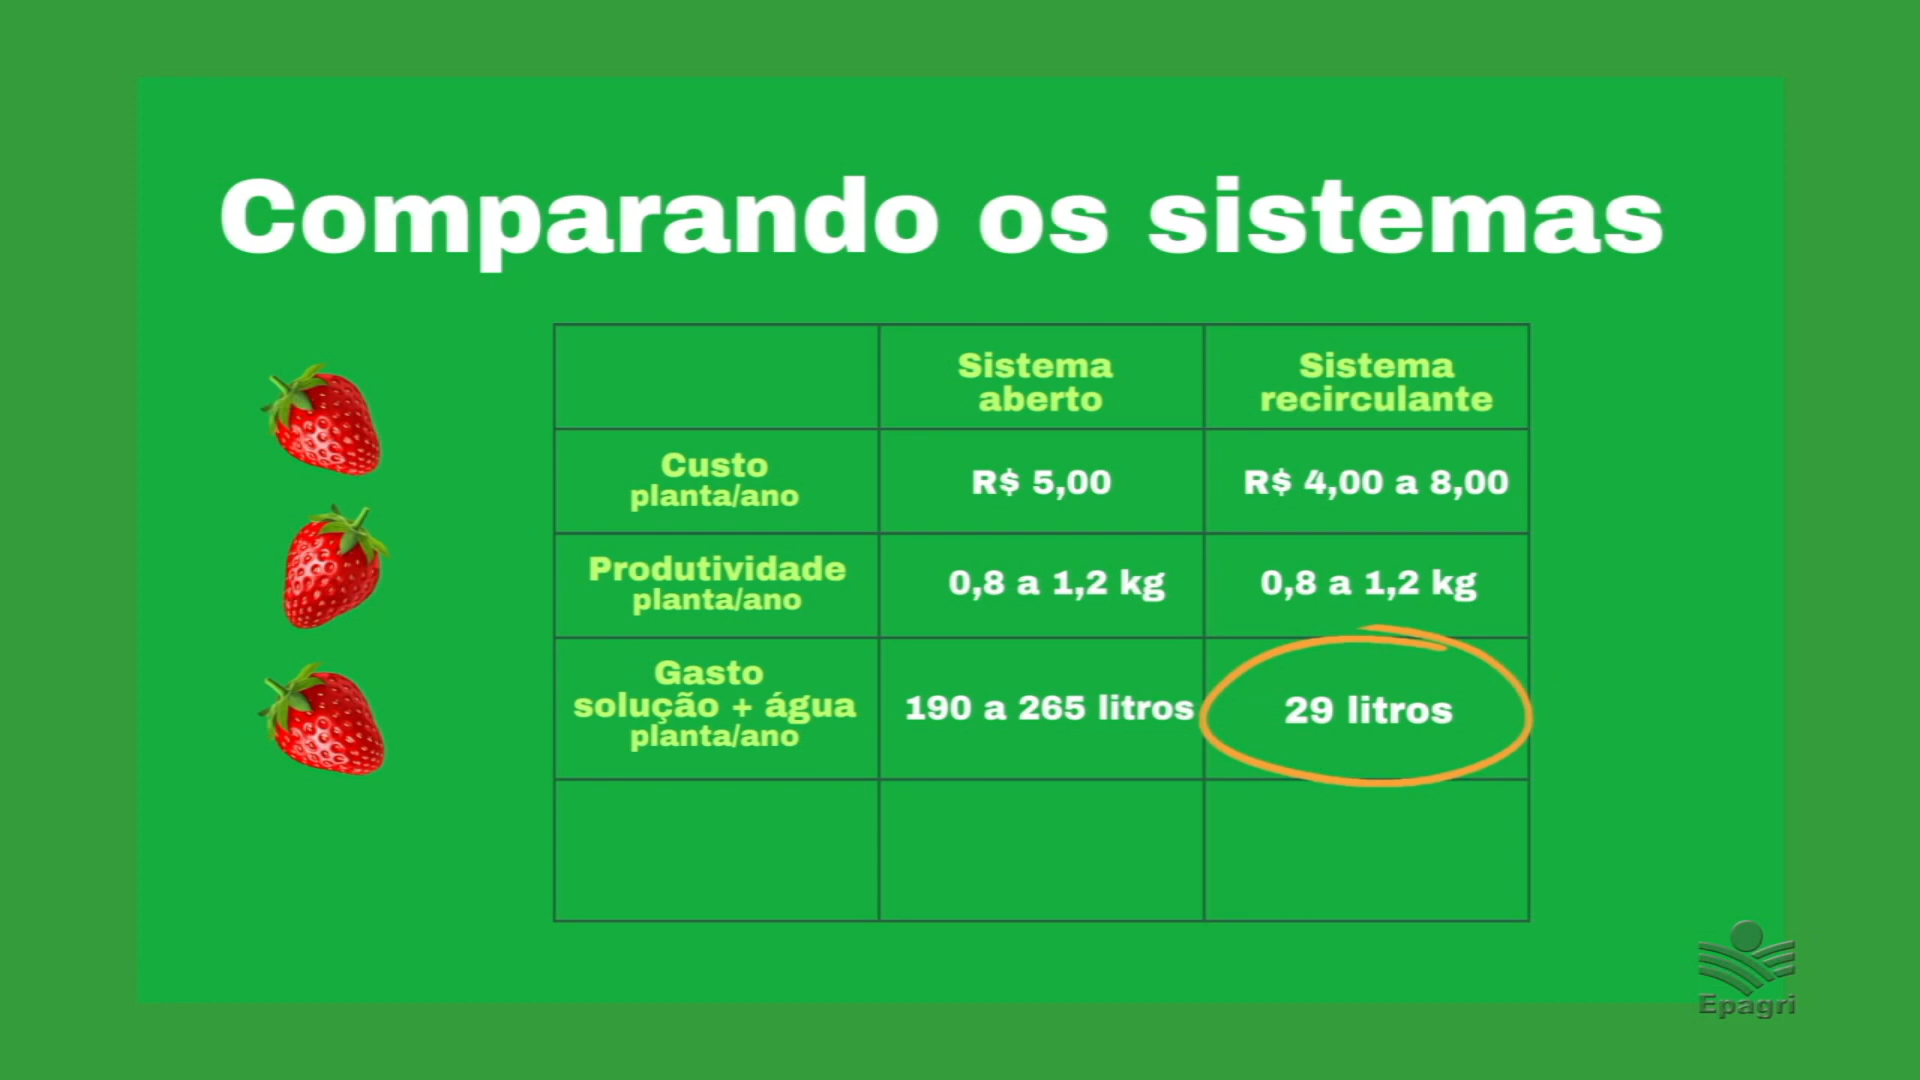 Comparando os sistemas
Sistema
aberto
Sistema
recirculante
Custo
planta/ano
R$ 5,00
R$ 4,00 a 8,00
Produtividade
planta/ano
0,8 a 1,2 kg
0,8 a 1,2 kg
Gasto
solução + água
planta/ano
190 a 265 litros
29 litros
Epagri